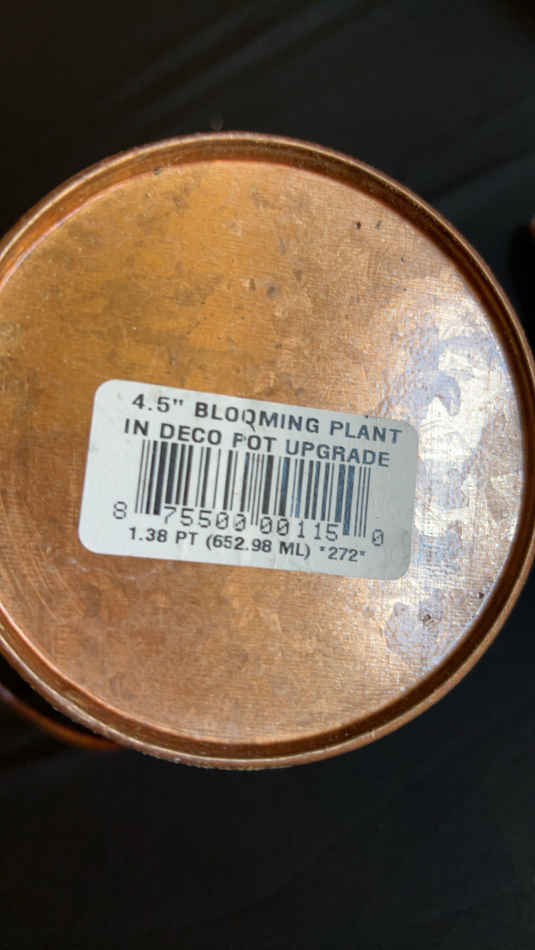 4.5" BLOOMING PLANT
IN DECO POT UPGRADE
8 75500 00115 0
1.38 PT (652.98 ML) *272*